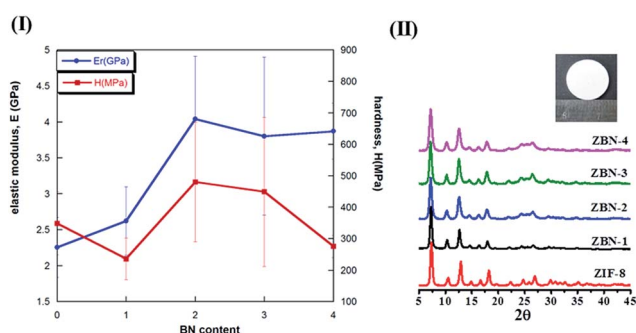 (I)
Er(GPa)
H(MPa)
elastic modulus, E (GPa)
5
4.5
4
3.5
3
2.5
2
1.5
900
800
700
600
500
400
300
200
100
hardness, H(MPa)
0 1 2 3 4
BN content
(II)
ZBN-4
ZBN-3
ZBN-2
ZBN-1
ZIF-8
5 10 15 20 25 30 35 40 45
2θ